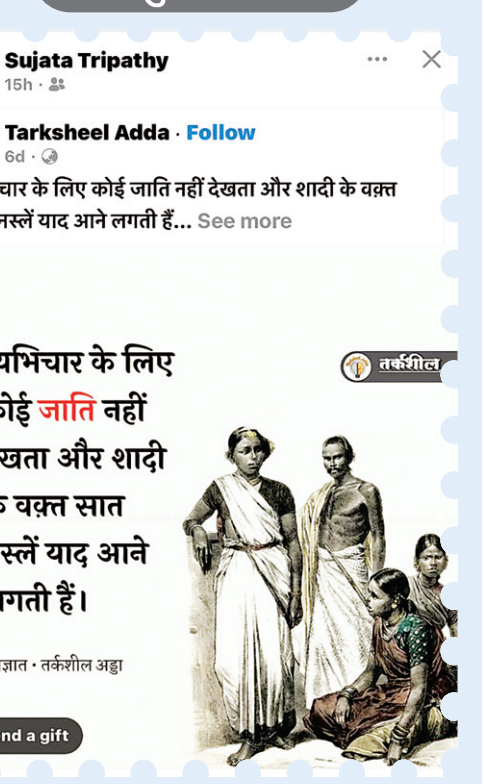 Sujata Tripathy
15h
Tarksheel Adda · Follow
6d
चार के लिए कोई जाति नहीं देखता और शादी के वक़्त
नस्लें याद आने लगती हैं... See more
यभिचार के लिए
तर्कशील
ोई जाति नहीं
खता और शादी
के वक़्त सात
स्लें याद आने
गती हैं।
ज्ञात • तर्कशील अड्डा
nd a gift